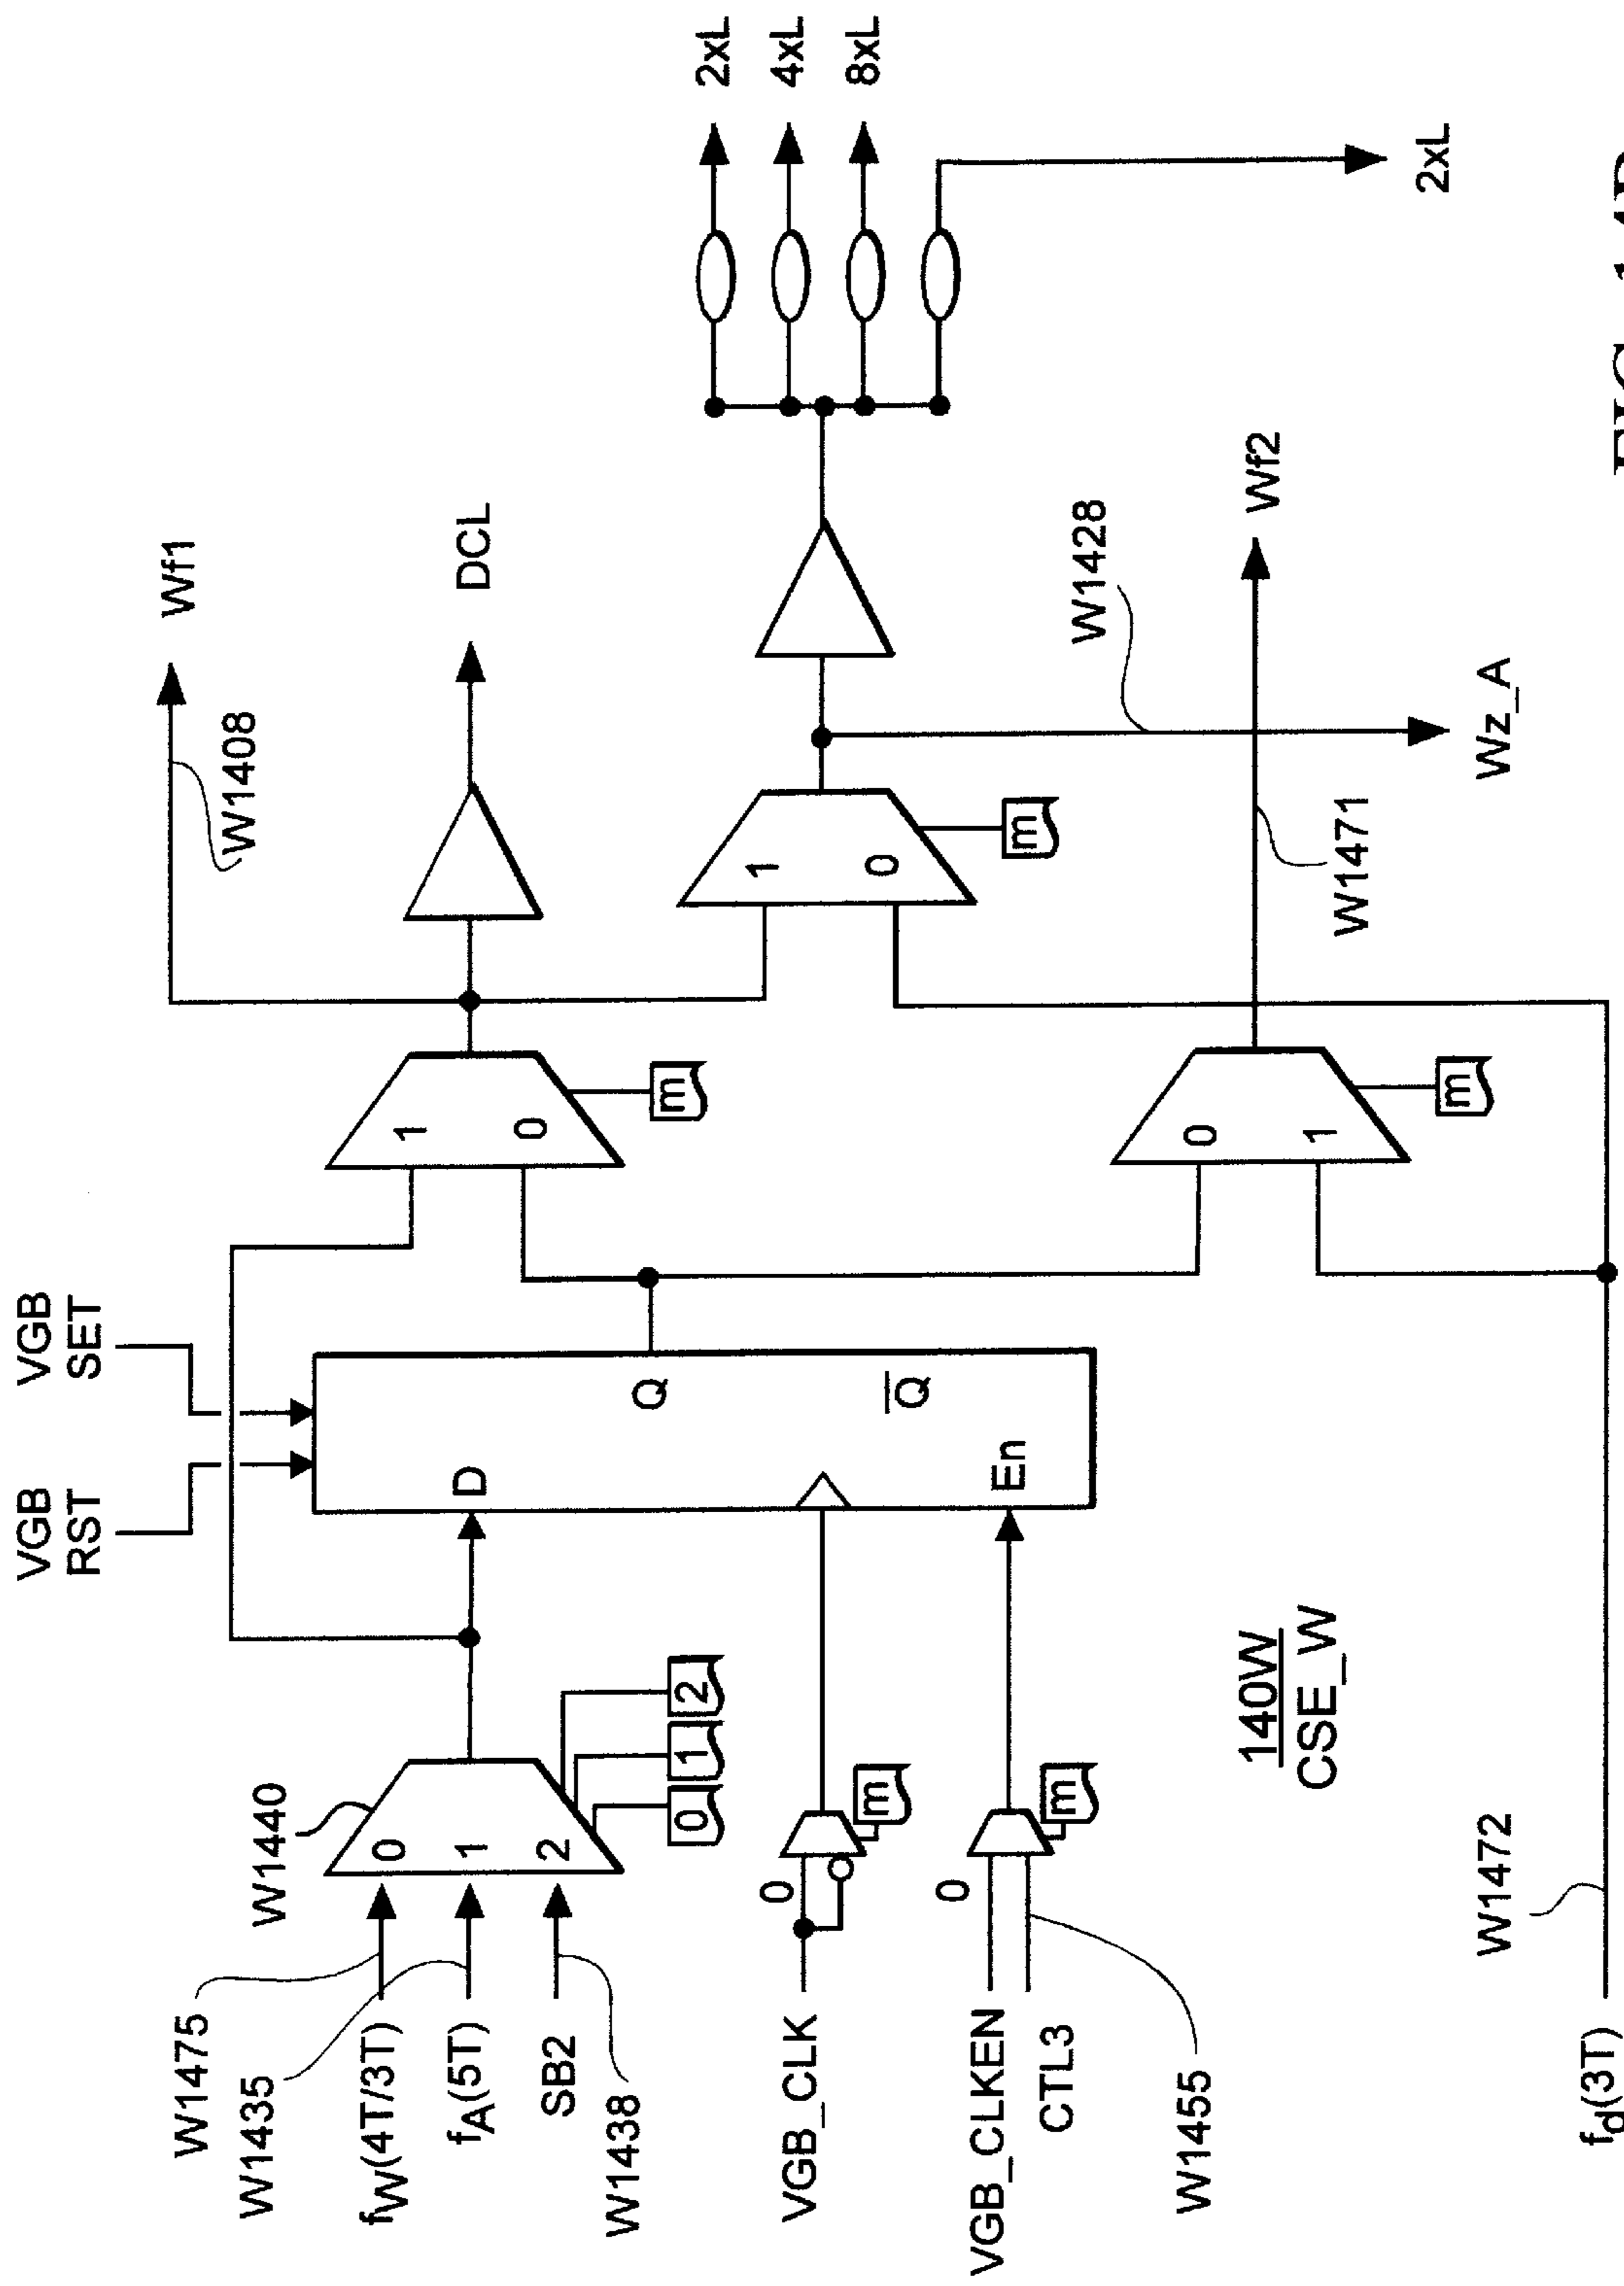 VGB
RST
VGB
SET
W1475
W1435
fW(4T/3T)
fA(5T)
SB2
W1438
W1440
0
1
2
0
1
2
D
Q
Q
En
VGB_CLK
0
m
VGB_CLKEN
CTL3
0
m
W1455
1
0
m
W1408
Wf1
DCL
1
0
m
W1428
Wz_A
2xL
4xL
8xL
2xL
0
1
m
W1471
Wf2
140W
CSE_W
W1472
fd(3T)